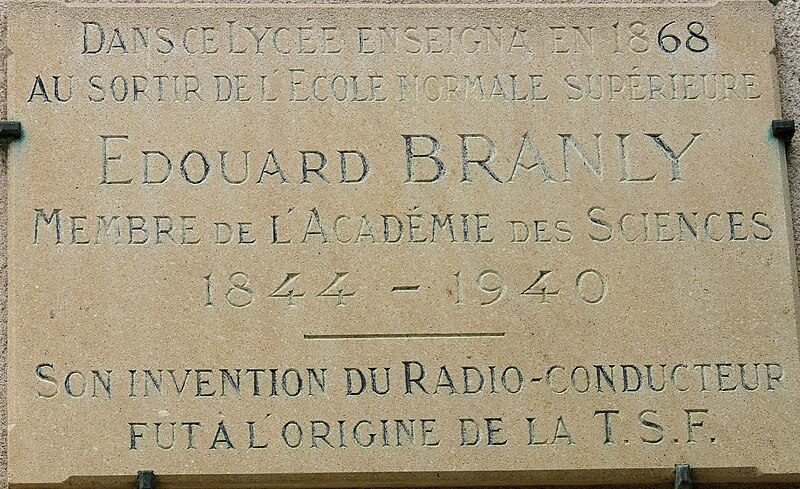 DANS CE LYCÉE ENSEIGNA EN 1868
AU SORTIR DE L'ECOLE NORMALE SUPÉRIEURE
EDOUARD BRANLY
MEMBRE DE L'ACADÉMIE DES SCIENCES
1844 - 1940
SON INVENTION DU RADIO-CONDUCTEUR
FUT À L'ORIGINE DE LA T.S.F.